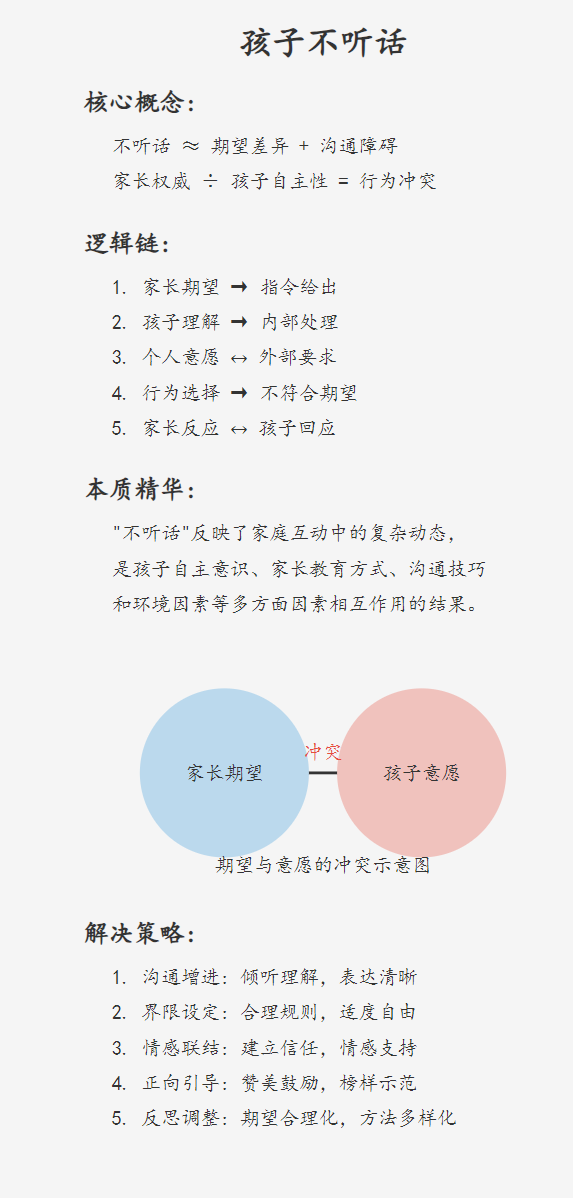 孩子不听话
核心概念：
不听话 ≈ 期望差异 + 沟通障碍
家长权威 ÷ 孩子自主性 = 行为冲突
逻辑链：
1. 家长期望 → 指令给出
2. 孩子理解 → 内部处理
3. 个人意愿 ↔ 外部要求
4. 行为选择 → 不符合期望
5. 家长反应 ↔ 孩子回应
本质精华：
"不听话"反映了家庭互动中的复杂动态，
是孩子自主意识、家长教育方式、沟通技巧
和环境因素等多方面因素相互作用的结果。
冲突
家长期望
孩子意愿
期望与意愿的冲突示意图
解决策略：
1. 沟通增进：倾听理解，表达清晰
2. 界限设定：合理规则，适度自由
3. 情感联结：建立信任，情感支持
4. 正向引导：赞美鼓励，榜样示范
5. 反思调整：期望合理化，方法多样化